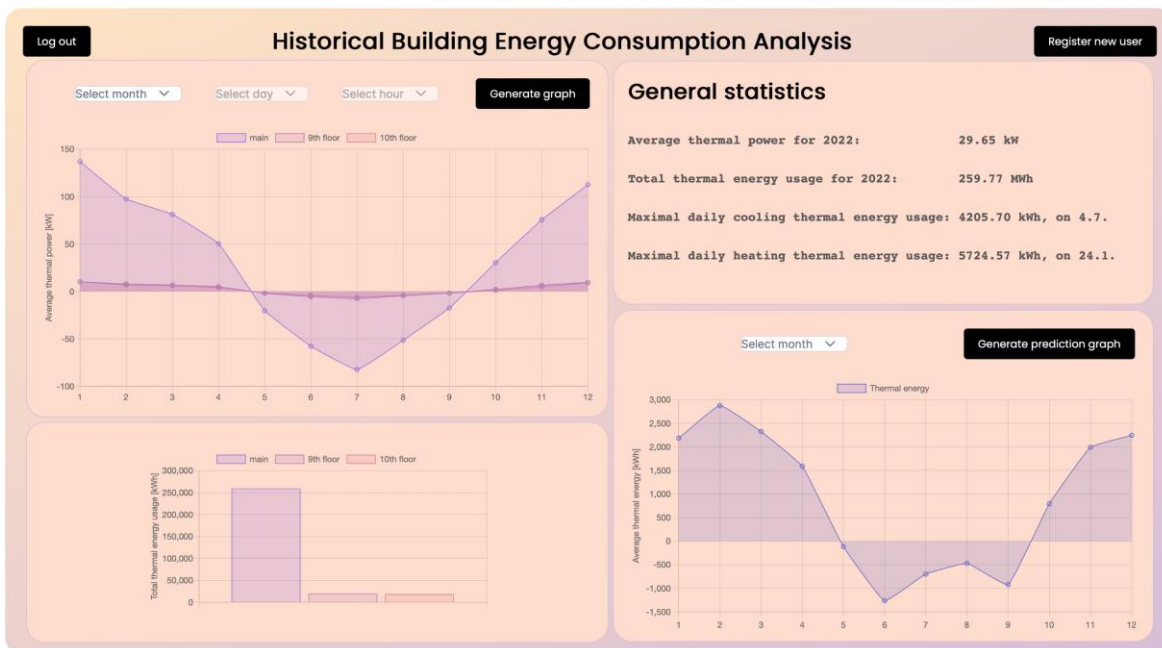 Log out
Historical Building Energy Consumption Analysis
Register new user
Select month
Select day
Select hour
Generate graph
main 9th floor 10th floor
Average thermal power [kW]
150
100
50
0
-50
-100
1 2 3 4 5 6 7 8 9 10 11 12
General statistics
Average thermal power for 2022: 29.65 kW
Total thermal energy usage for 2022: 259.77 MWh
Maximal daily cooling thermal energy usage: 4205.70 kWh, on 4.7.
Maximal daily heating thermal energy usage: 5724.57 kWh, on 24.1.
main 9th floor 10th floor
Total thermal energy usage [kWh]
300,000
250,000
200,000
150,000
100,000
50,000
0
Select month
Generate prediction graph
Thermal energy
Average thermal energy [kWh]
3,000
2,500
2,000
1,500
1,000
500
0
-500
-1,000
-1,500
1 2 3 4 5 6 7 8 9 10 11 12